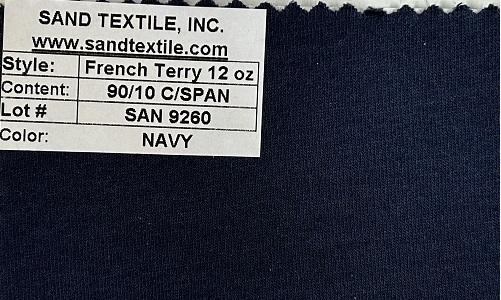 SAND TEXTILE, INC.
www.sandtextile.com
Style: French Terry 12 oz
Content: 90/10 C/SPAN
Lot # SAN 9260
Color: NAVY